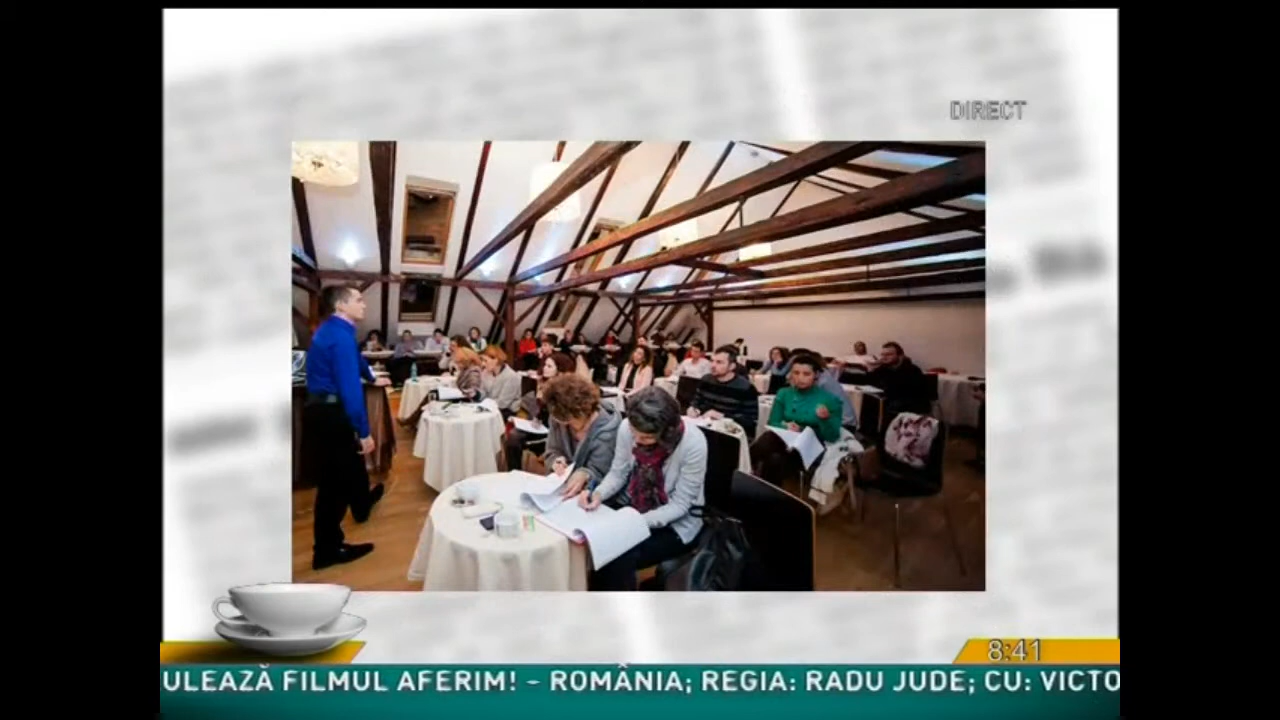 DIRECT
8:41
ULEAZĂ FILMUL AFERIM! - ROMÂNIA; REGIA: RADU JUDE; CU: VICTO